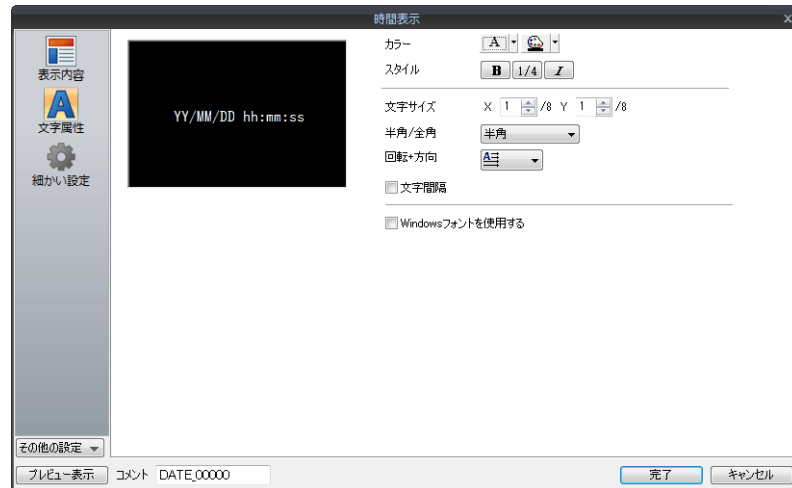 時間表示
x
表示内容
文字属性
細かい設定
YY/MM/DD hh:mm:ss
カラー A
スタイル B 1/4 I
文字サイズ X 1 /8 Y 1 /8
半角/全角 半角
回転+方向 A
文字間隔
Windowsフォントを使用する
その他の設定
プレビュー表示 コメント DATE_00000 完了 キャンセル